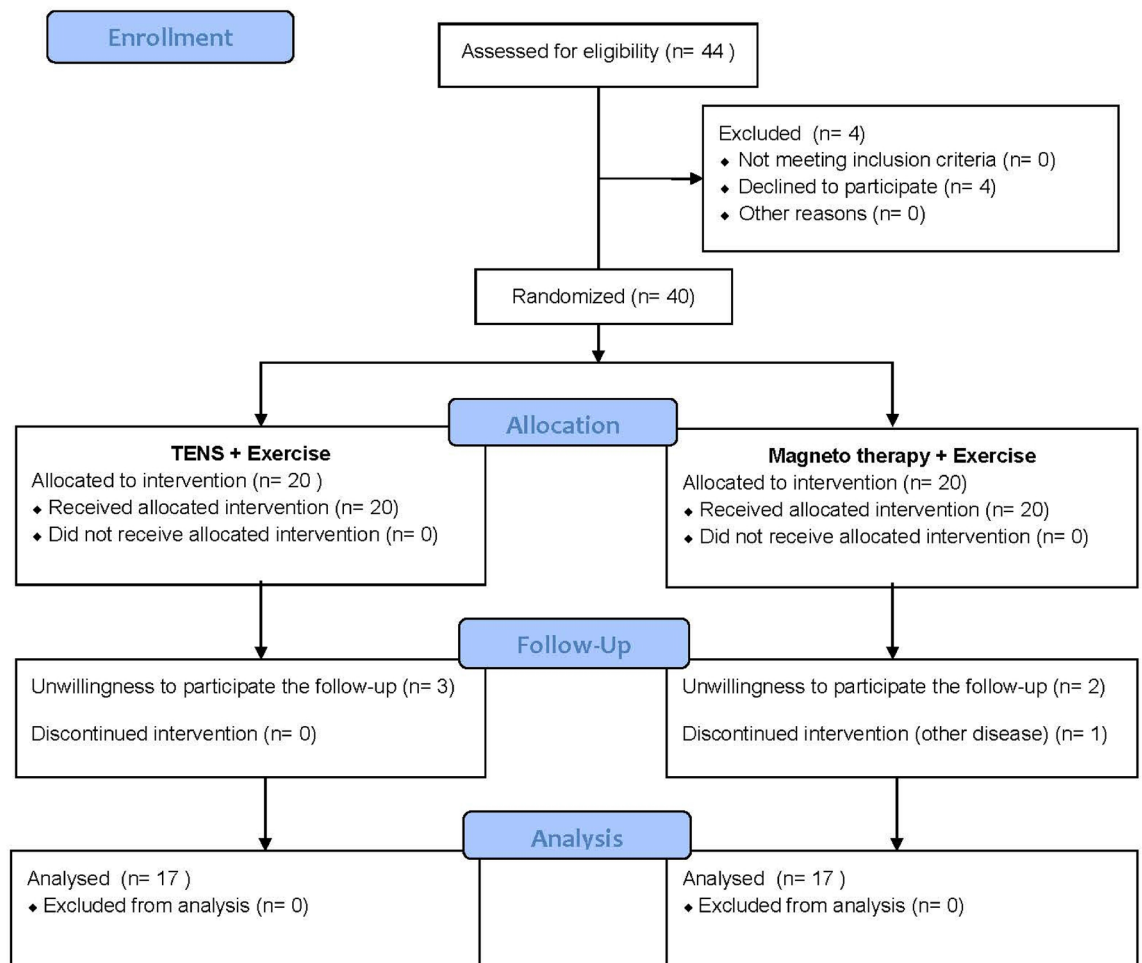 Enrollment
Assessed for eligibility (n= 44 )
Excluded (n= 4)
⬥ Not meeting inclusion criteria (n= 0)
⬥ Declined to participate (n= 4)
⬥ Other reasons (n= 0)
Randomized (n= 40)
Allocation
TENS + Exercise
Allocated to intervention (n= 20 )
⬥ Received allocated intervention (n= 20)
⬥ Did not receive allocated intervention (n= 0)
Magneto therapy + Exercise
Allocated to intervention (n= 20)
⬥ Received allocated intervention (n= 20)
⬥ Did not receive allocated intervention (n= 0)
Follow-Up
Unwillingness to participate the follow-up (n= 3)
Discontinued intervention (n= 0)
Unwillingness to participate the follow-up (n= 2)
Discontinued intervention (other disease) (n= 1)
Analysis
Analysed (n= 17 )
⬥ Excluded from analysis (n= 0)
Analysed (n= 17)
⬥ Excluded from analysis (n= 0)